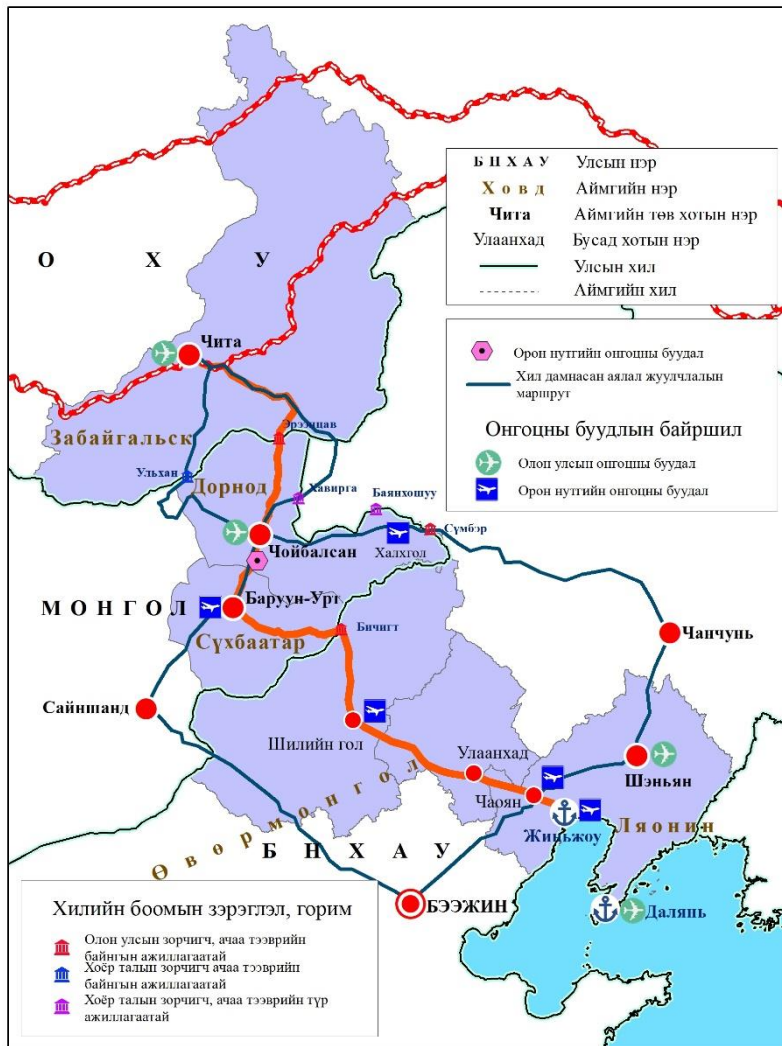 Б Н Х А У Улсын нэр
Х о в д Аймгийн нэр
Чита Аймгийн төв хотын нэр
Улаанхад Бусад хотын нэр
Улсын хил
Аймгийн хил
Орон нутгийн онгоцны буудал
Хил дамнасан аялал жуулчлалын
маршрут
Онгоцны буудлын байршил
Олон улсын онгоцны буудал
Орон нутгийн онгоцны буудал
О Х У
Чита
Забайгальск
Эрээнцав
Ульхан
Дорнод
Хавирга
Баянхошуу
Сүмбэр
Чойбалсан
Халхгол
МОНГОЛ
Баруун-Урт
Сүхбаатар
Бичигт
Чанчунь
Сайншанд
Шилийн гол
Улаанхад
Шэньян
Чаоян
Өвөрмонгол
Жиньжоу
Ляонин
Б Н Х А У
БЭЭЖИН
Далянь
Хилийн боомын зэрэглэл, горим
Олон улсын зорчигч, ачаа тээврийн
байнгын ажиллагаатай
Хоёр талын зорчигч ачаа тээврийн
байнгын ажиллагаатай
Хоёр талын зорчигч, ачаа тээврийн түр
ажиллагаатай